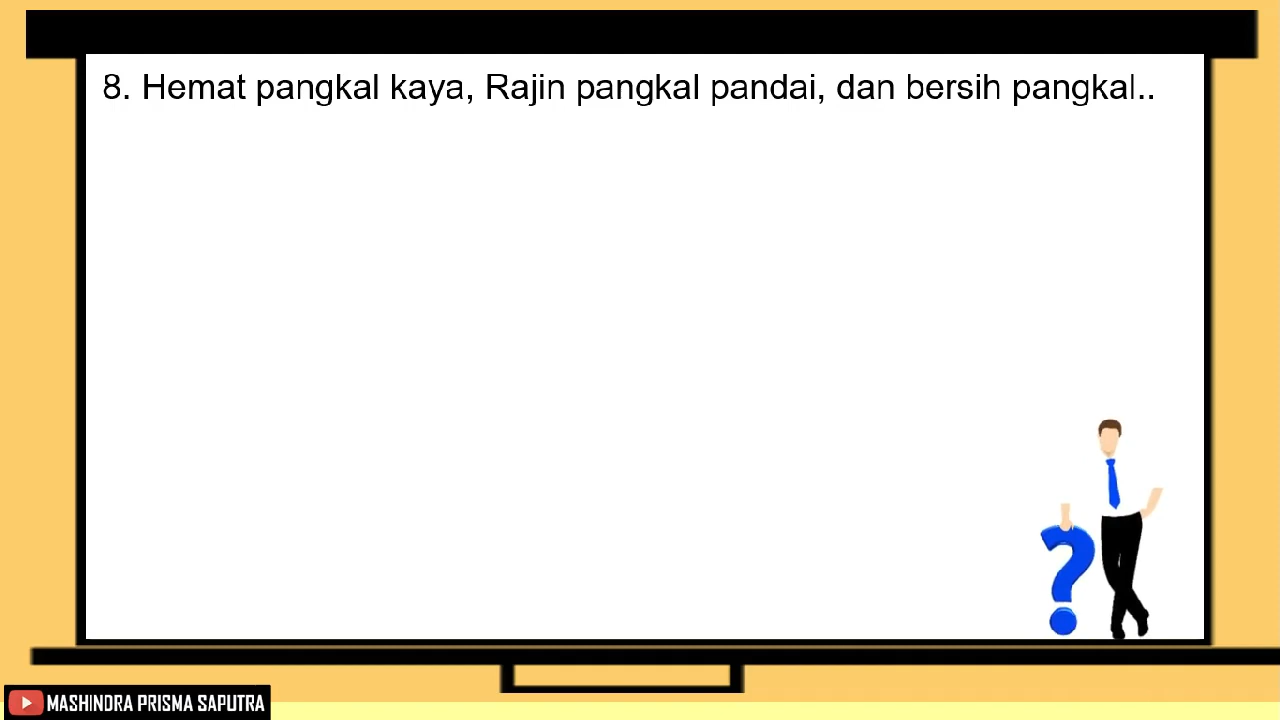 8. Hemat pangkal kaya, Rajin pangkal pandai, dan bersih pangkal..
MASHINDRA PRISMA SAPUTRA